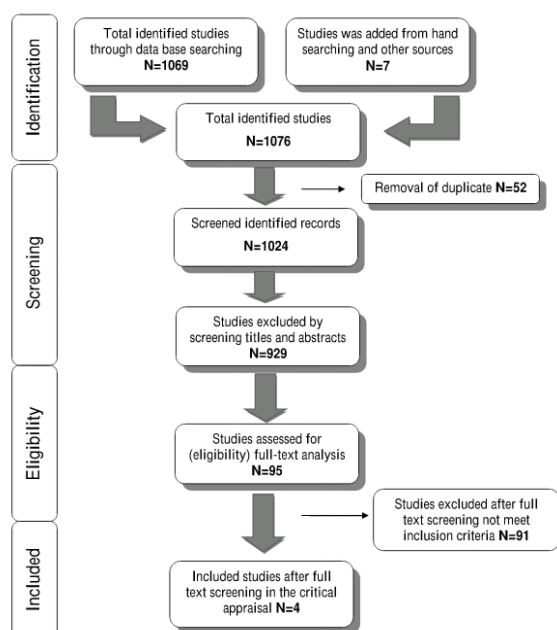 Identification
Total identified studies
through data base searching
N=1069
Studies was added from hand
searching and other sources
N=7
Total identified studies
N=1076
Screening
Removal of duplicate N=52
Screened identified records
N=1024
Studies excluded by
screening titles and abstracts
N=929
Eligibility
Studies assessed for
(eligibility) full-text analysis
N=95
Studies excluded after full
text screening not meet
inclusion criteria N=91
Included
Included studies after full
text screening in the critical
appraisal N=4